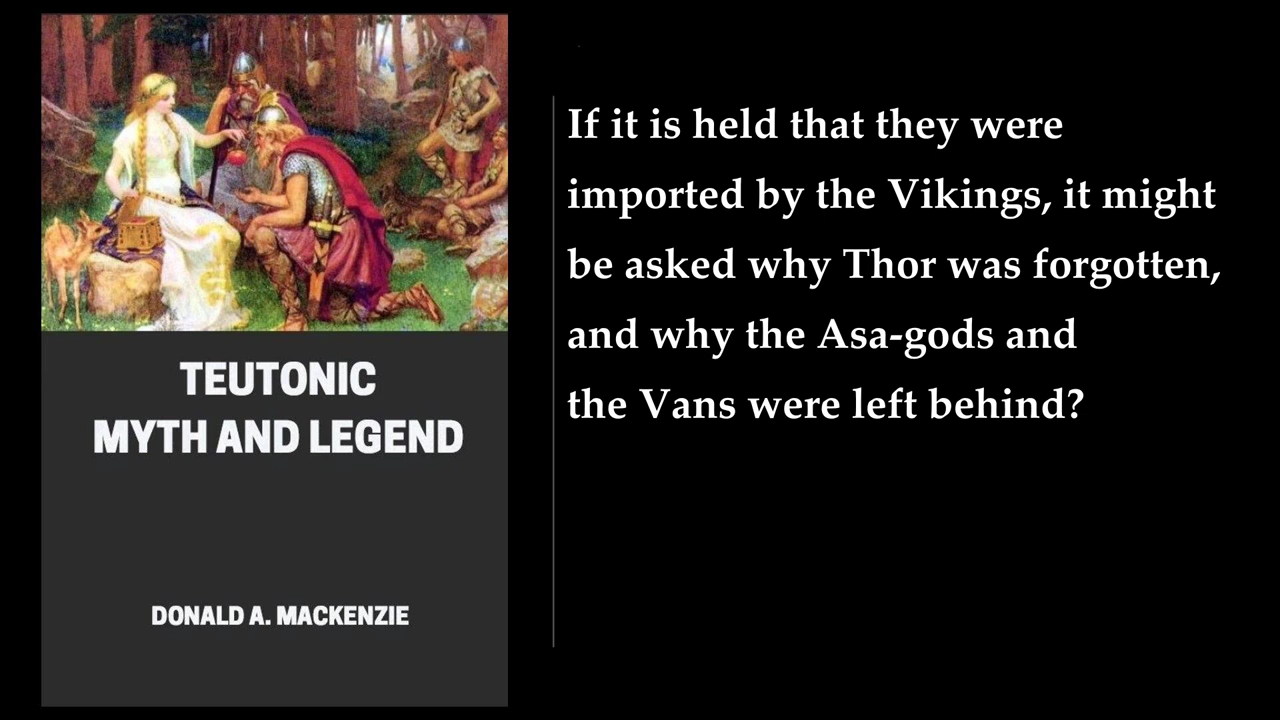 TEUTONIC
MYTH AND LEGEND
DONALD A. MACKENZIE
If it is held that they were
imported by the Vikings, it might
be asked why Thor was forgotten,
and why the Asa-gods and
the Vans were left behind?